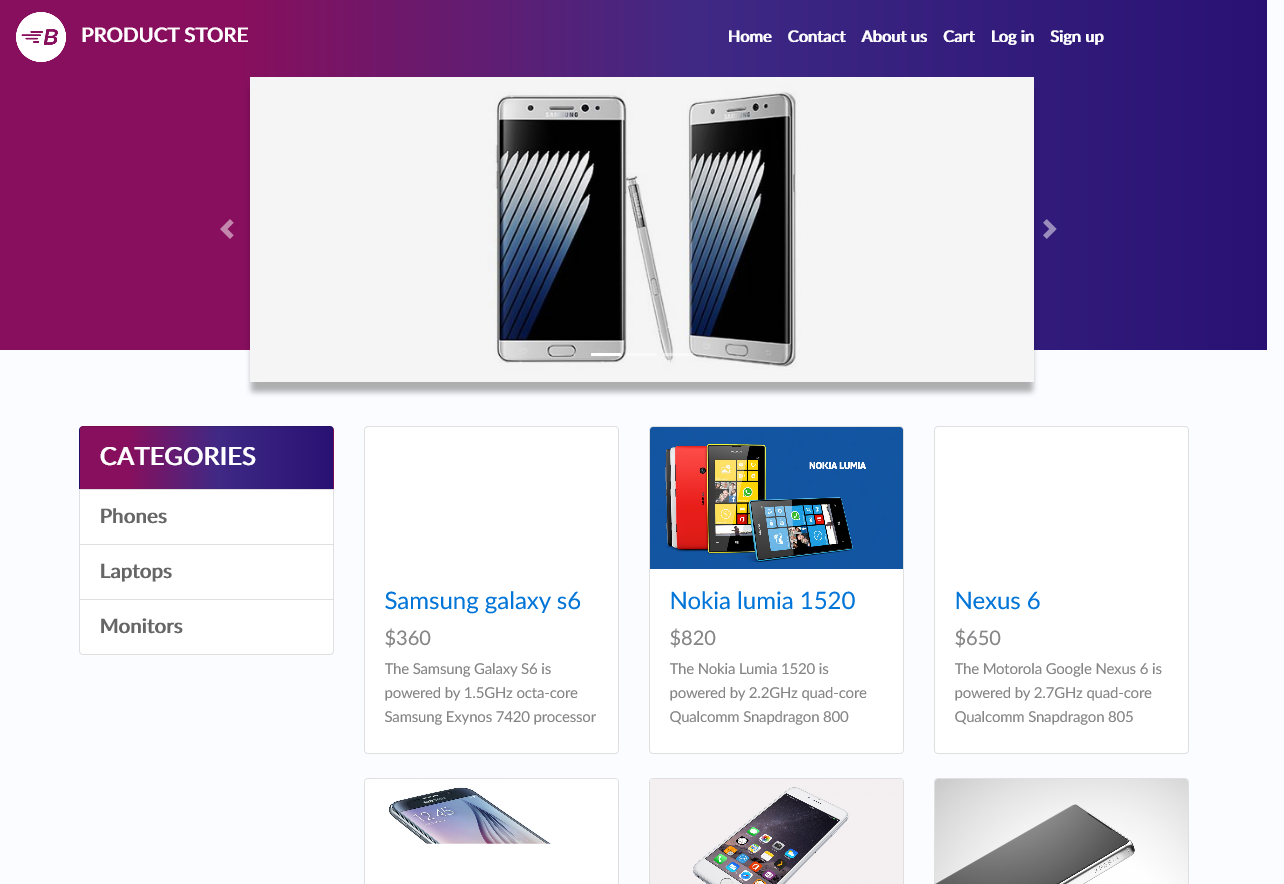 B PRODUCT STORE
Home Contact About us Cart Log in Sign up
SAMSUNG
SAMSUNG
CATEGORIES
Phones
Laptops
Monitors
Samsung galaxy s6
$360
The Samsung Galaxy S6 is
powered by 1.5GHz octa-core
Samsung Exynos 7420 processor
NOKIA LUMIA
Nokia lumia 1520
$820
The Nokia Lumia 1520 is
powered by 2.2GHz quad-core
Qualcomm Snapdragon 800
Nexus 6
$650
The Motorola Google Nexus 6 is
powered by 2.7GHz quad-core
Qualcomm Snapdragon 805
12:45